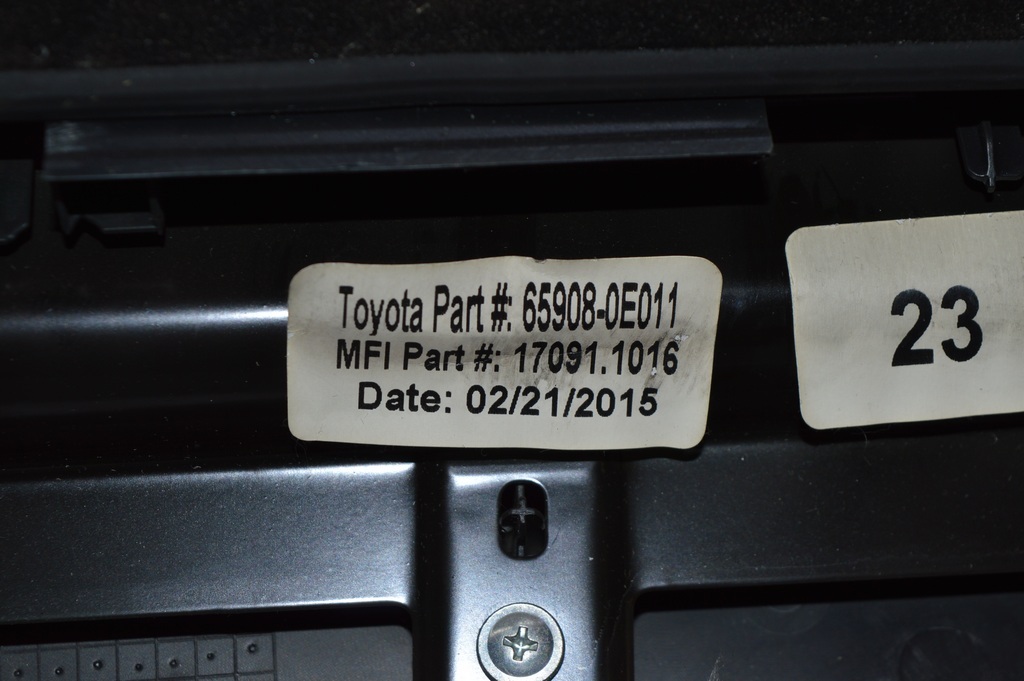 Toyota Part #: 65908-0E011
MFI Part #: 17091.1016
Date: 02/21/2015
23